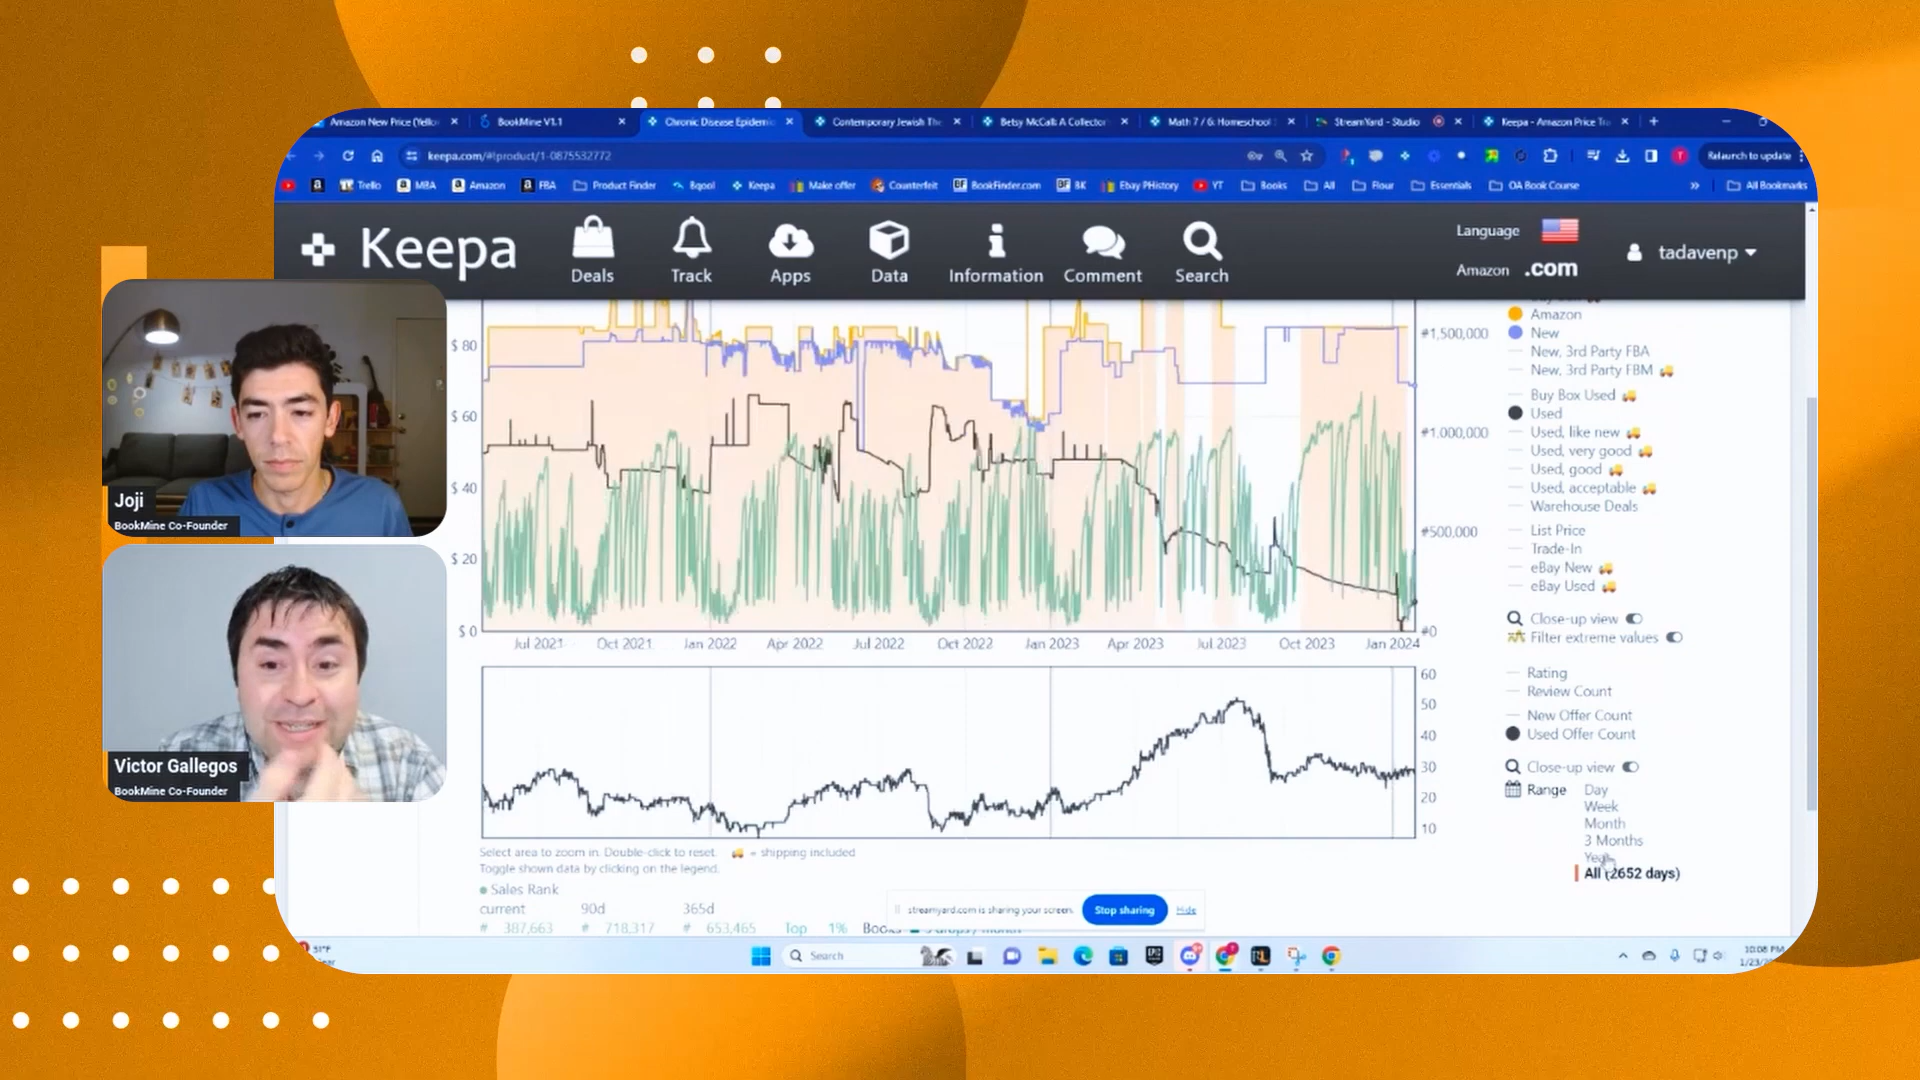 Amazon New Price (Yello
BookMine V1.1
Chronic Disease Epidemi
Contemporary Jewish The
Betsy McCall: A Collector
Math 7 / 6: Homeschool
StreamYard - Studio
Keepa - Amazon Price Tra
keepa.com/#!product/1-0875532772
Relaunch to update
Trello
MBA
Amazon
FBA
Product Finder
Bqool
Keepa
Make offer
Counterfeit
BookFinder.com
BK
Ebay PHistory
YT
Books
All
Flour
Essentials
OA Book Course
All Bookmarks
Keepa
Deals
Track
Apps
Data
Information
Comment
Search
Language
Amazon .com
tadavenp
$ 80
$ 60
$ 40
$ 20
$ 0
#1,500,000
#1,000,000
#500,000
#0
Jul 2021
Oct 2021
Jan 2022
Apr 2022
Jul 2022
Oct 2022
Jan 2023
Apr 2023
Jul 2023
Oct 2023
Jan 2024
Amazon
New
New, 3rd Party FBA
New, 3rd Party FBM
Buy Box Used
Used
Used, like new
Used, very good
Used, good
Used, acceptable
Warehouse Deals
List Price
Trade-In
eBay New
eBay Used
Close-up view
Filter extreme values
60
50
40
30
20
10
Rating
Review Count
New Offer Count
Used Offer Count
Close-up view
Range
Day
Week
Month
3 Months
Year
All (2652 days)
Joji
BookMine Co-Founder
Victor Gallegos
BookMine Co-Founder
Select area to zoom in. Double-click to reset. = shipping included
Toggle shown data by clicking on the legend.
Sales Rank
current 90d 365d
# 387,663 # 718,317 # 653,465 Top 1% Books
streamyard.com is sharing your screen.
Stop sharing
Hide
51°F
Search
10:08 PM